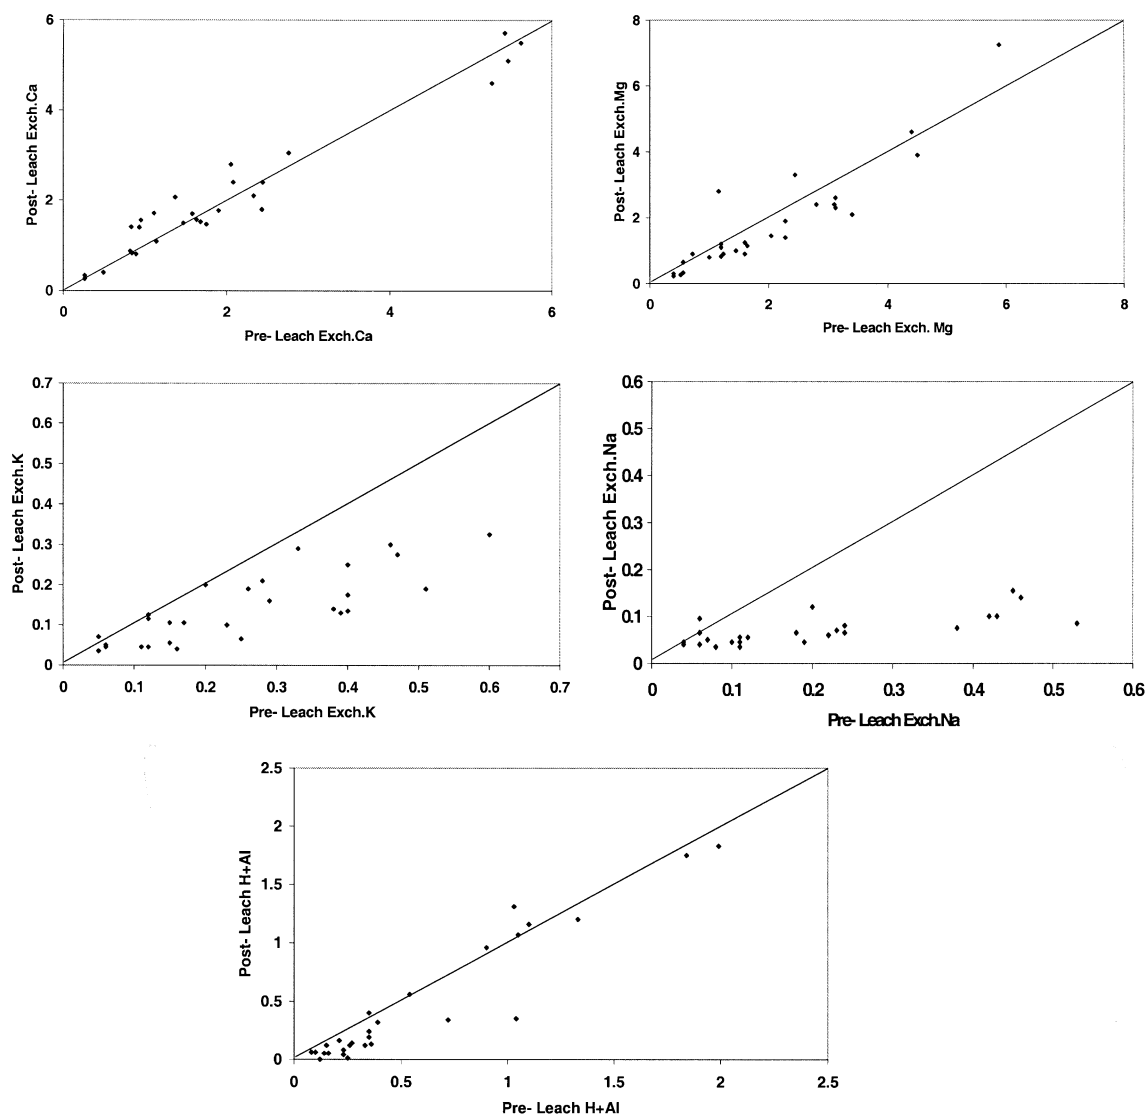 6
4
2
0
Post- Leach Exch.Ca
0 2 4 6
Pre- Leach Exch.Ca
8
6
4
2
0
Post- Leach Exch.Mg
0 2 4 6 8
Pre- Leach Exch. Mg
0.7
0.6
0.5
0.4
0.3
0.2
0.1
0
Post- Leach Exch.K
0 0.1 0.2 0.3 0.4 0.5 0.6 0.7
Pre- Leach Exch.K
0.6
0.5
0.4
0.3
0.2
0.1
0
Post- Leach Exch.Na
0 0.1 0.2 0.3 0.4 0.5 0.6
Pre- Leach Exch.Na
2.5
2
1.5
1
0.5
0
Post- Leach H+Al
0 0.5 1 1.5 2 2.5
Pre- Leach H+Al